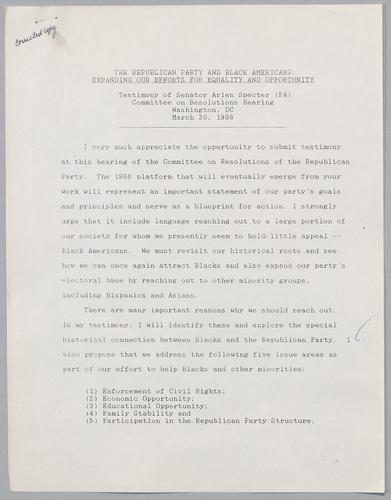 corrected copy
THE REPUBLICAN PARTY AND BLACK AMERICANS:
EXPANDING OUR EFFORTS FOR EQUALITY AND OPPORTUNITY
Testimony of Senator Arlen Specter (PA)
Committee on Resolutions Hearing
Washington, DC
March 30, 1988
I very much appreciate the opportunity to submit testimony
at this hearing of the Committee on Resolutions of the Republican
Party. The 1988 platform that will eventually emerge from your
work will represent an important statement of our party's goals
and principles and serve as a blueprint for action. I strongly
urge that it include language reaching out to a large portion of
our society for whom we presently seem to hold little appeal --
Black Americans. We must revisit our historical roots and see
how we can once again attract Blacks and also expand our party's
electoral base by reaching out to other minority groups,
including Hispanics and Asians.
There are many important reasons why we should reach out.
In my testimony, I will identify these and explore the special
historical connection between Blacks and the Republican Party. I
also propose that we address the following five issue areas as
part of our effort to help Blacks and other minorities:
(1) Enforcement of Civil Rights;
(2) Economic Opportunity;
(3) Educational Opportunity;
(4) Family Stability and
(5) Participation in the Republican Party Structure.